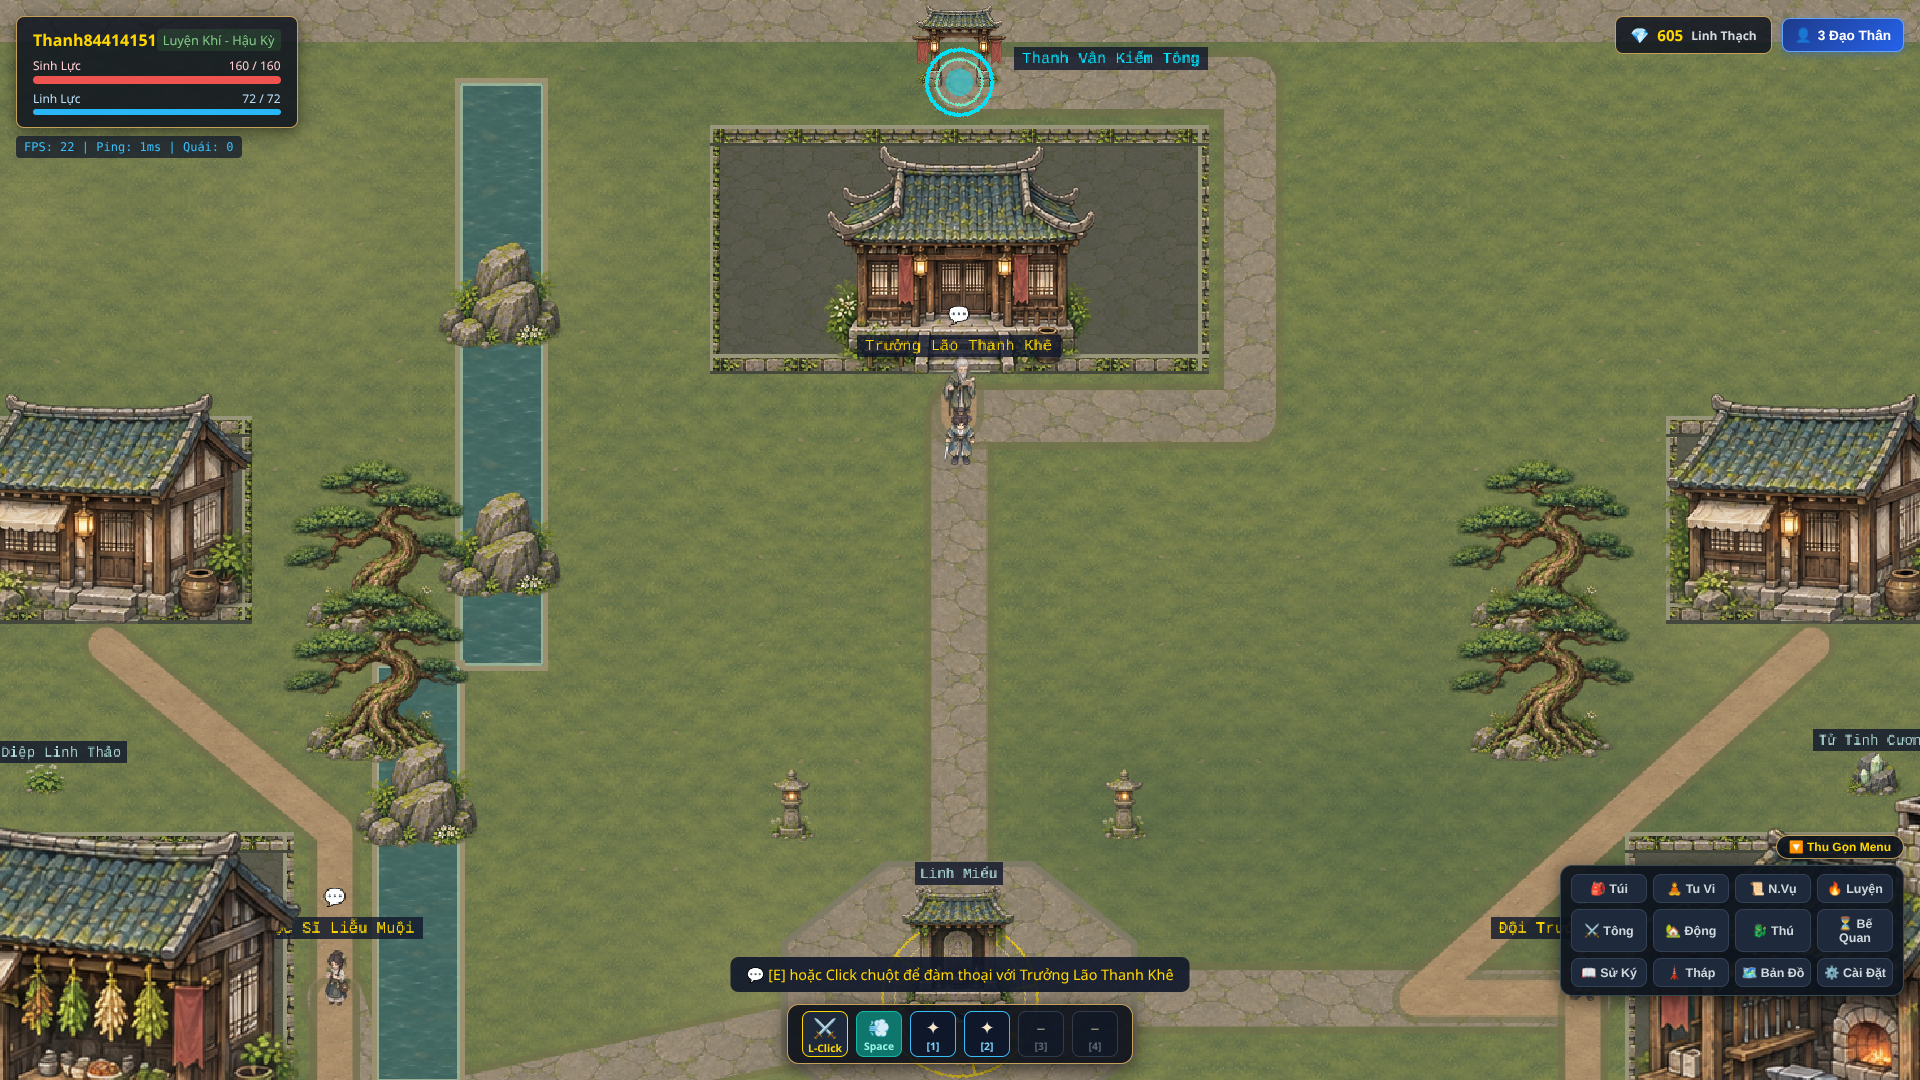 Thanh84414151 Luyện Khí - Hậu Kỳ
Sinh Lực 160 / 160
Linh Lực 72 / 72
FPS: 22 | Ping: 1ms | Quái: 0
605 Linh Thạch
3 Đạo Thân
Thanh Vân Kiếm Tông
Trưởng Lão Thanh Khê
Diệp Linh Thảo
Tử Tinh
Linh Miếu
Sĩ Liễu Muội
Đội
Thu Gọn Menu
Túi Tu Vi N.Vụ Luyện
Tông Động Thú Bế Quan
Sử Ký Tháp Bản Đồ Cài Đặt
[E] hoặc Click chuột để đàm thoại với Trưởng Lão Thanh Khê
L-Click Space [1] [2] [3] [4]